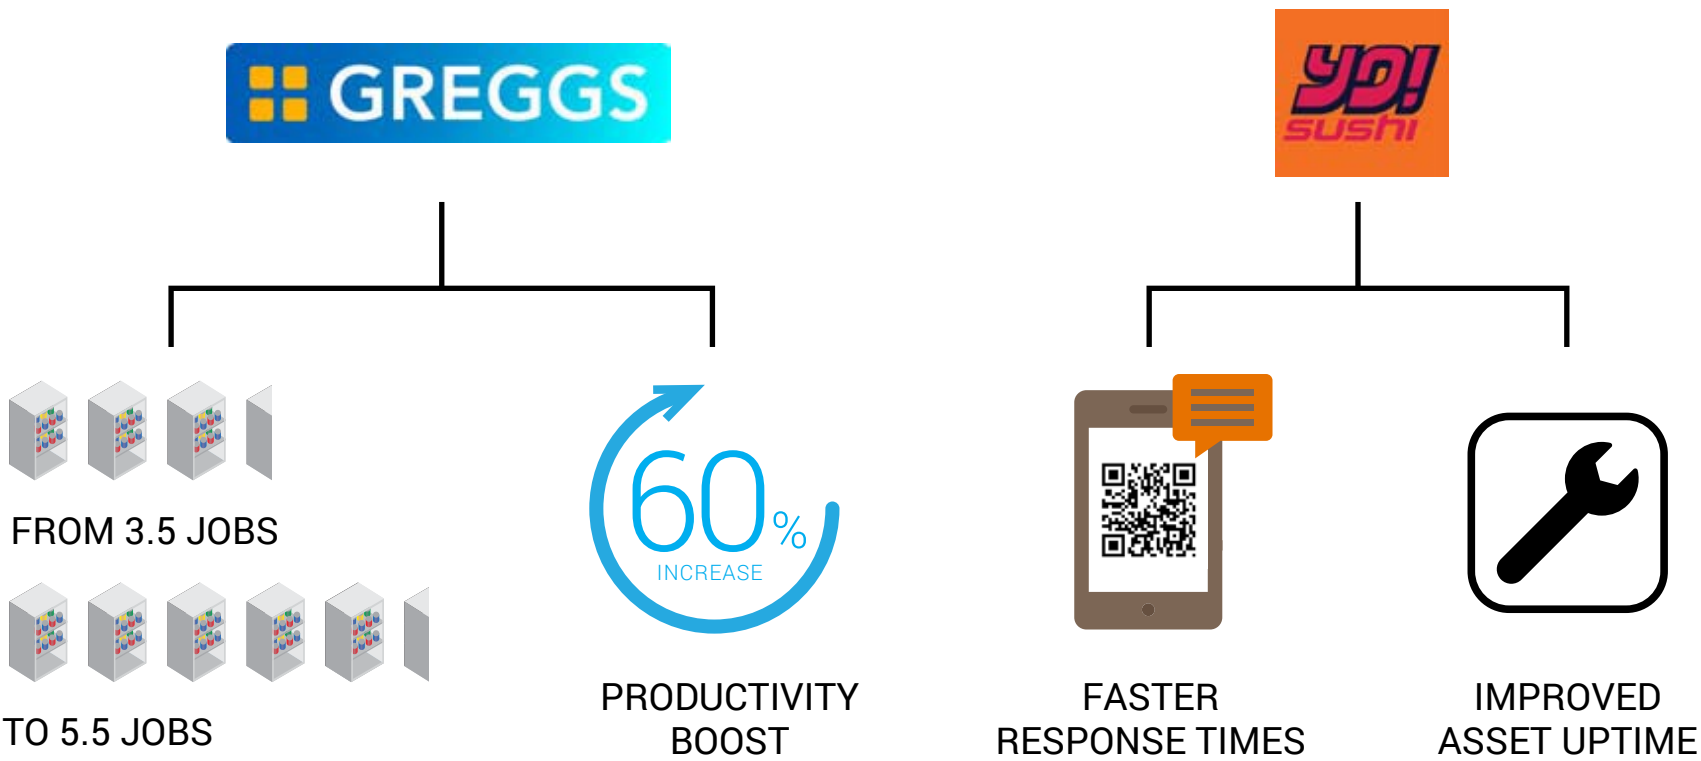 GREGGS
YO!
sushi
FROM 3.5 JOBS
TO 5.5 JOBS
60%
INCREASE
PRODUCTIVITY
BOOST
FASTER
RESPONSE TIMES
IMPROVED
ASSET UPTIME